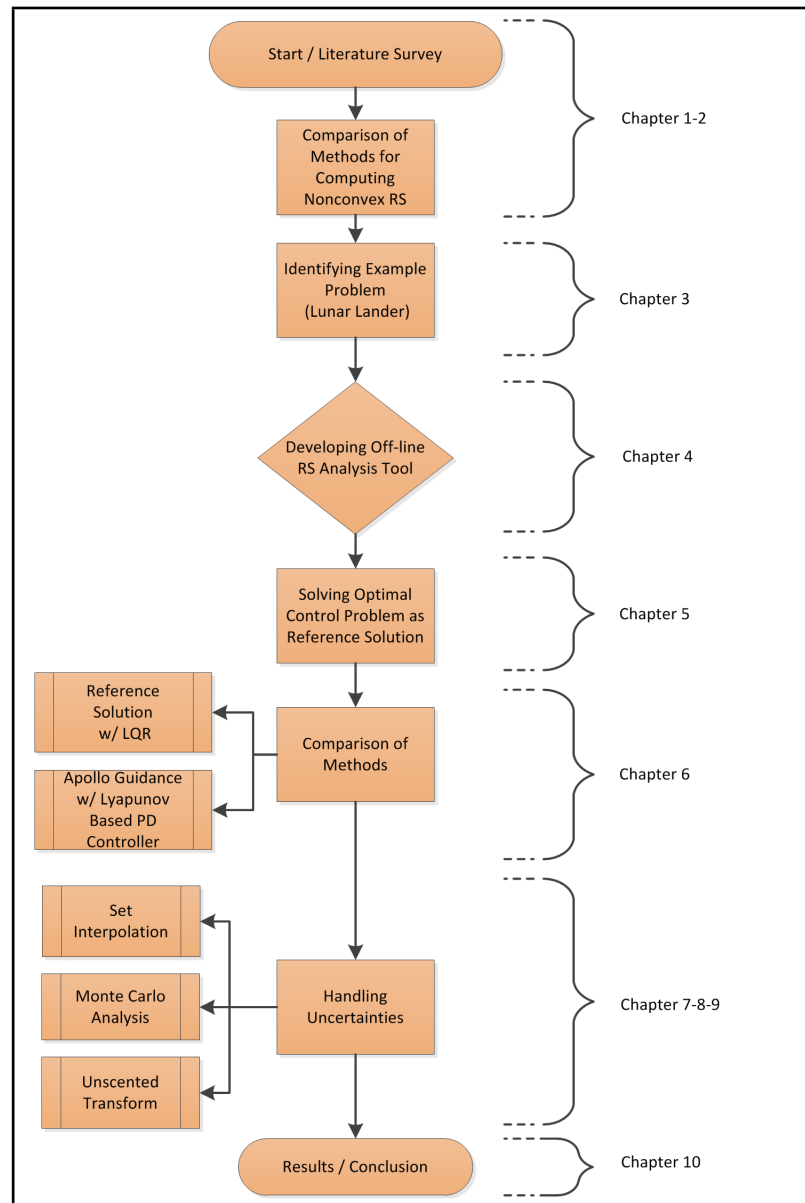 Start / Literature Survey
Comparison of
Methods for
Computing
Nonconvex RS
Chapter 1-2
Identifying Example
Problem
(Lunar Lander)
Chapter 3
Developing Off-line
RS Analysis Tool
Chapter 4
Solving Optimal
Control Problem as
Reference Solution
Chapter 5
Reference
Solution
w/ LQR
Apollo Guidance
w/ Lyapunov
Based PD
Controller
Comparison of
Methods
Chapter 6
Set
Interpolation
Monte Carlo
Analysis
Unscented
Transform
Handling
Uncertainties
Chapter 7-8-9
Results / Conclusion
Chapter 10